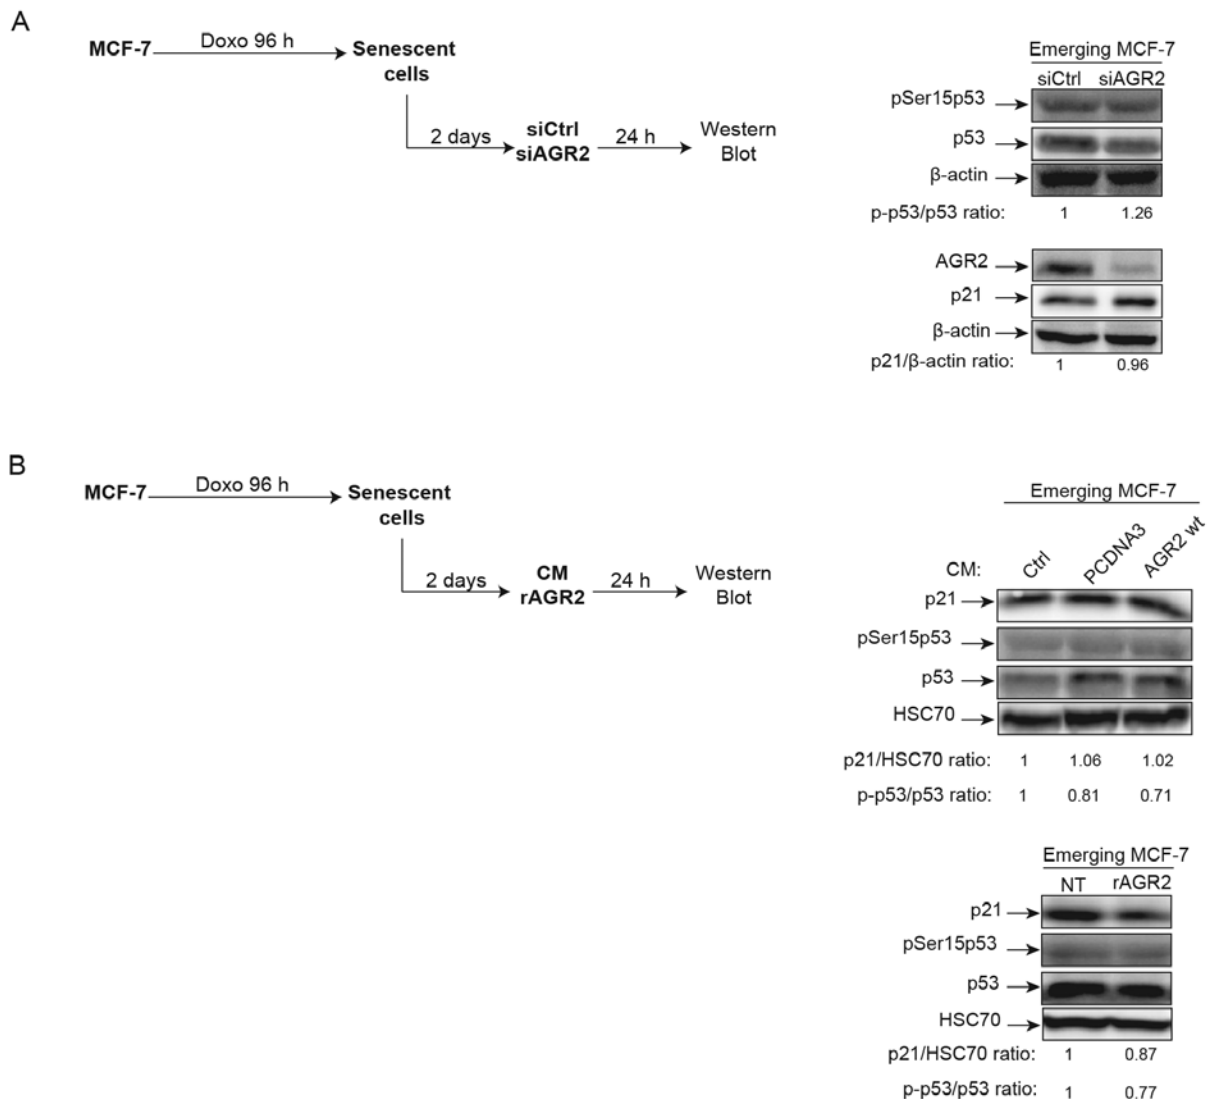 A
MCF-7 Doxo 96 h Senescent
cells
2 days siCtrl 24 h Western
siAGR2 Blot
Emerging MCF-7
siCtrl siAGR2
pSer15p53
p53
β-actin
p-p53/p53 ratio: 1 1.26
AGR2
p21
β-actin
p21/β-actin ratio: 1 0.96
B
MCF-7 Doxo 96 h Senescent
cells
2 days CM 24 h Western
rAGR2 Blot
Emerging MCF-7
CM: Ctrl PCDNA3 AGR2 wt
p21
pSer15p53
p53
HSC70
p21/HSC70 ratio: 1 1.06 1.02
p-p53/p53 ratio: 1 0.81 0.71
Emerging MCF-7
NT rAGR2
p21
pSer15p53
p53
HSC70
p21/HSC70 ratio: 1 0.87
p-p53/p53 ratio: 1 0.77